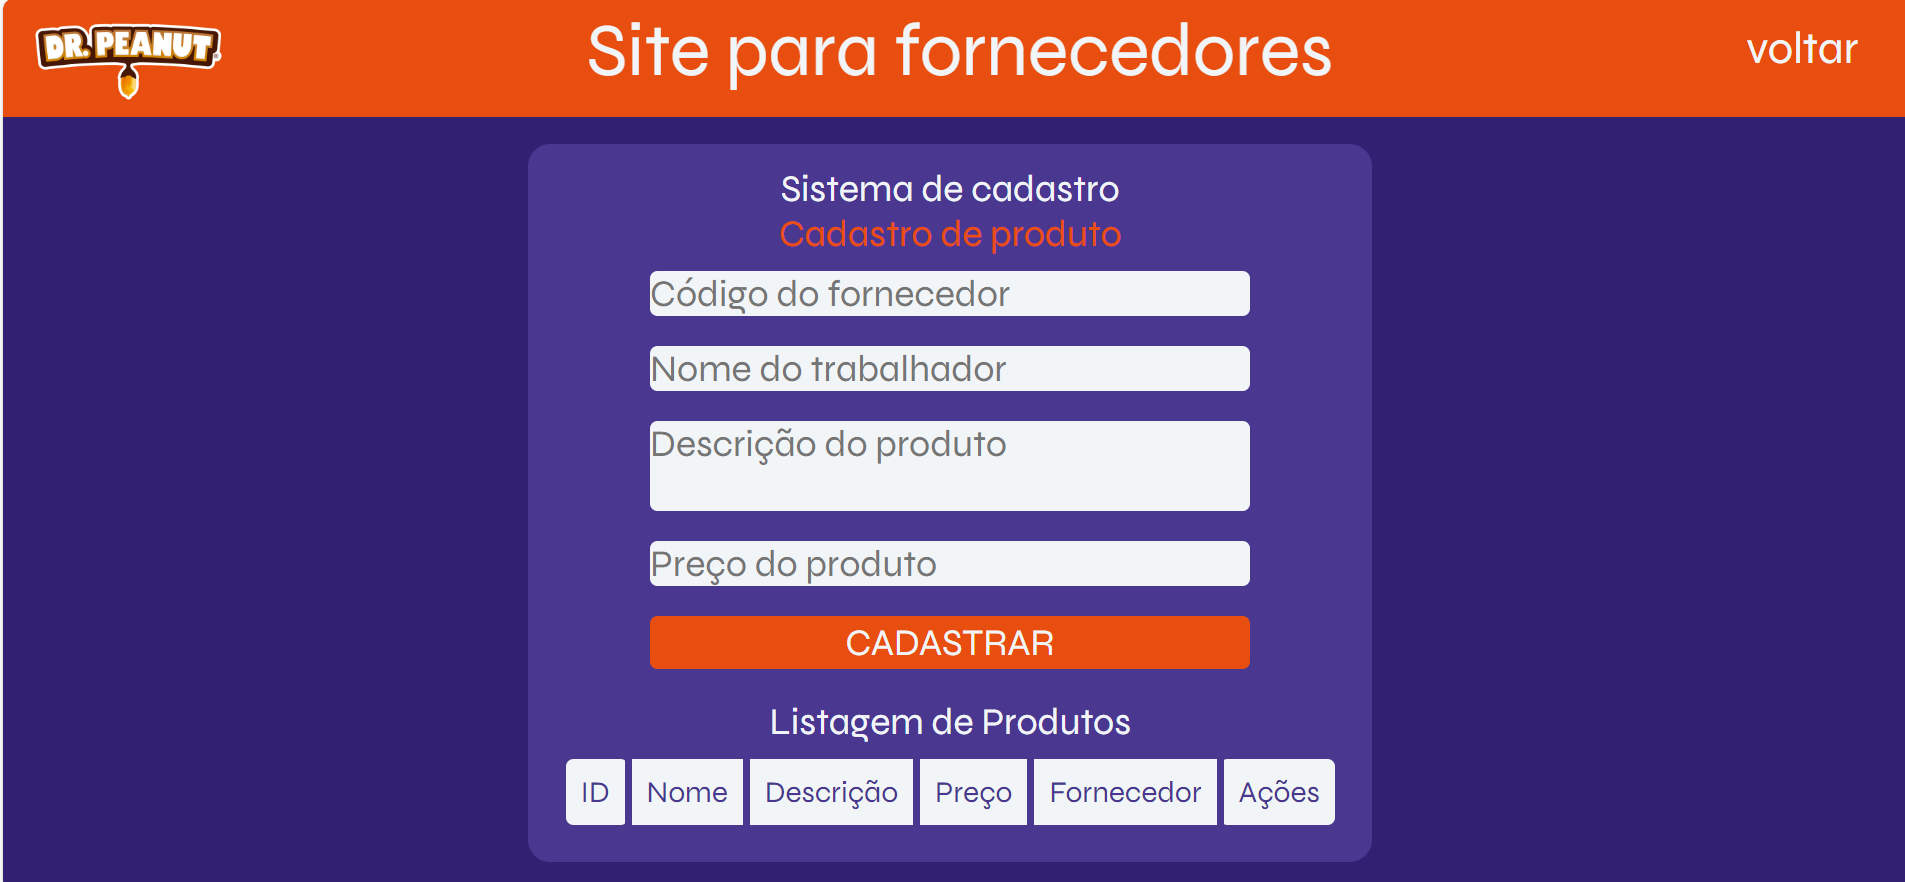 DR. PEANUT
Site para fornecedores
voltar
Sistema de cadastro
Cadastro de produto
Código do fornecedor
Nome do trabalhador
Descrição do produto
Preço do produto
CADASTRAR
Listagem de Produtos
ID Nome Descrição Preço Fornecedor Ações